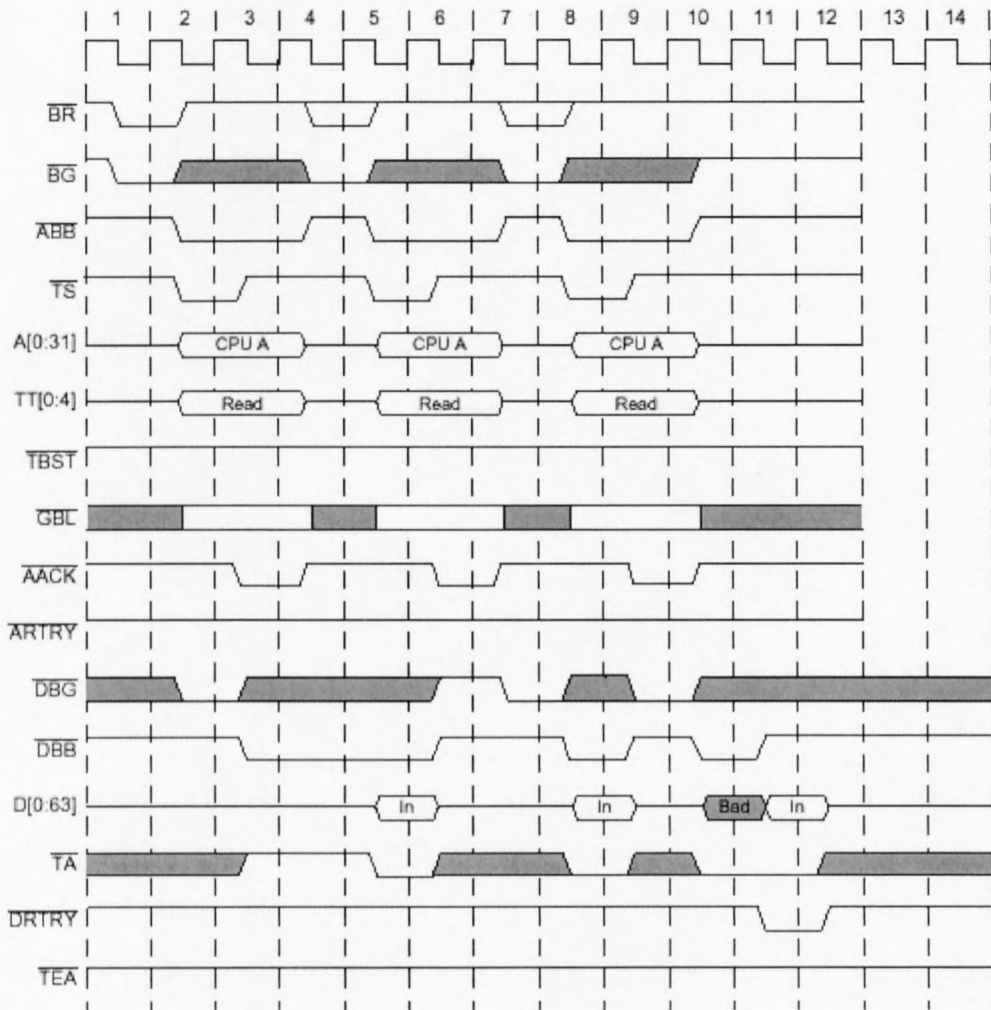 1 2 3 4 5 6 7 8 9 10 11 12 13 14
BR
BG
ABB
TS
A[0:31] CPU A CPU A CPU A
TT[0:4] Read Read Read
TBST
GBL
AACK
ARTRY
DBG
DBB
D[0:63] In In Bad In
TA
DRTRY
TEA